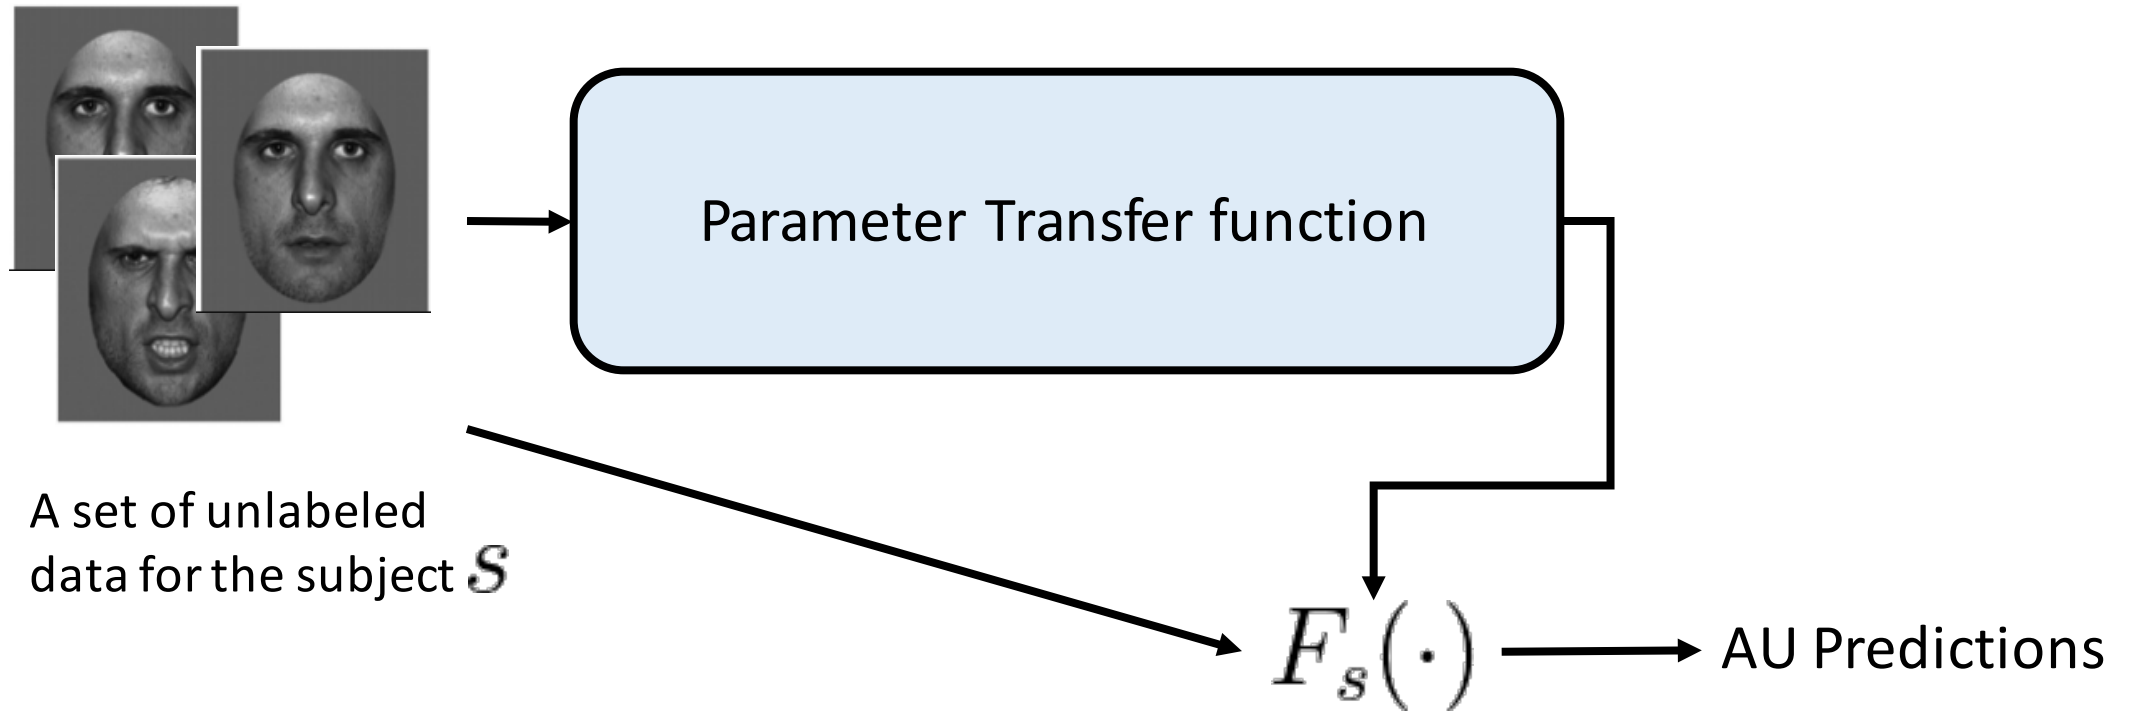 Parameter Transfer function
A set of unlabeled
data for the subject s
Fₛ(·)
AU Predictions